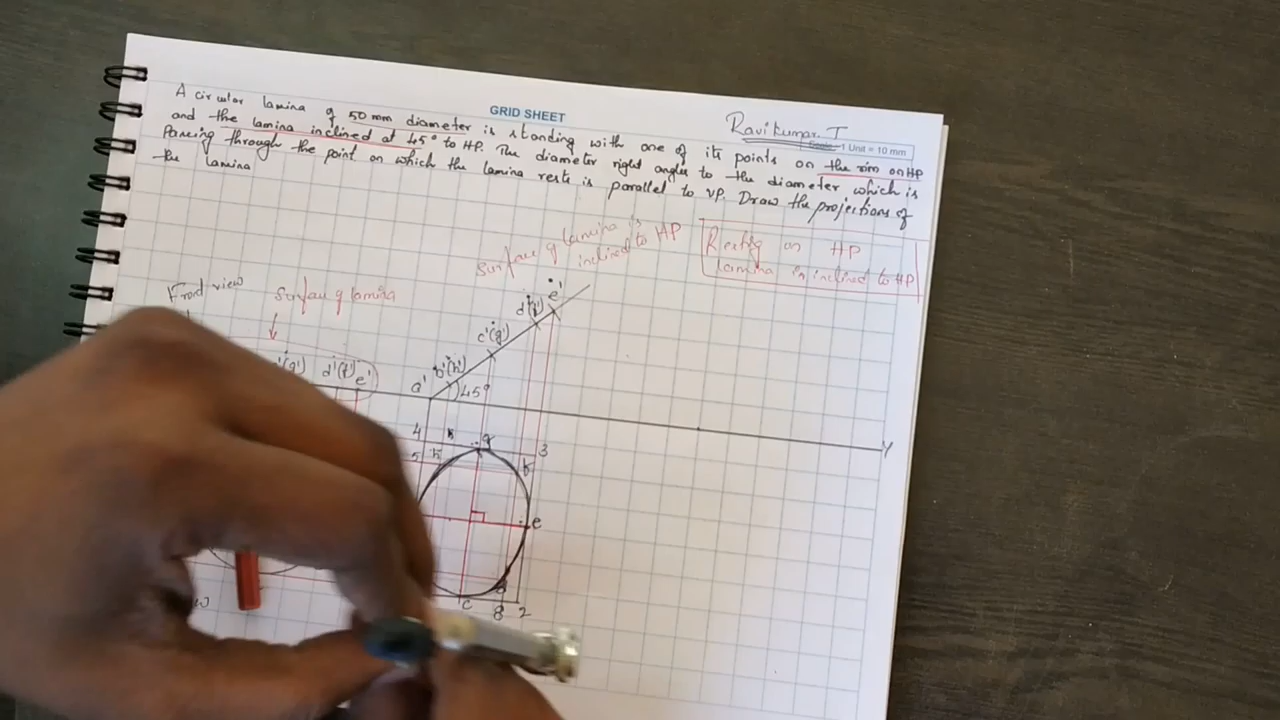 GRID SHEET
Ravikumar.T
1 Unit = 10 mm
A circular lamina of 50 mm diameter is standing with one of its points on the rim on HP
and the lamina inclined at 45° to HP. The diameter right angles to the diameter which is
Passing through the point on which the lamina rests is parallel to VP. Draw the projections of
the lamina
Surface of lamina is
inclined to HP
Resting on HP
lamina is inclined to HP
Front view
Surface of lamina
e'
d'(f')
c'(g')
b'(h')
a'
45°
'(g') d'(f') e'
Y
4
h
g
3
5
h
f
e
d
c
8
2